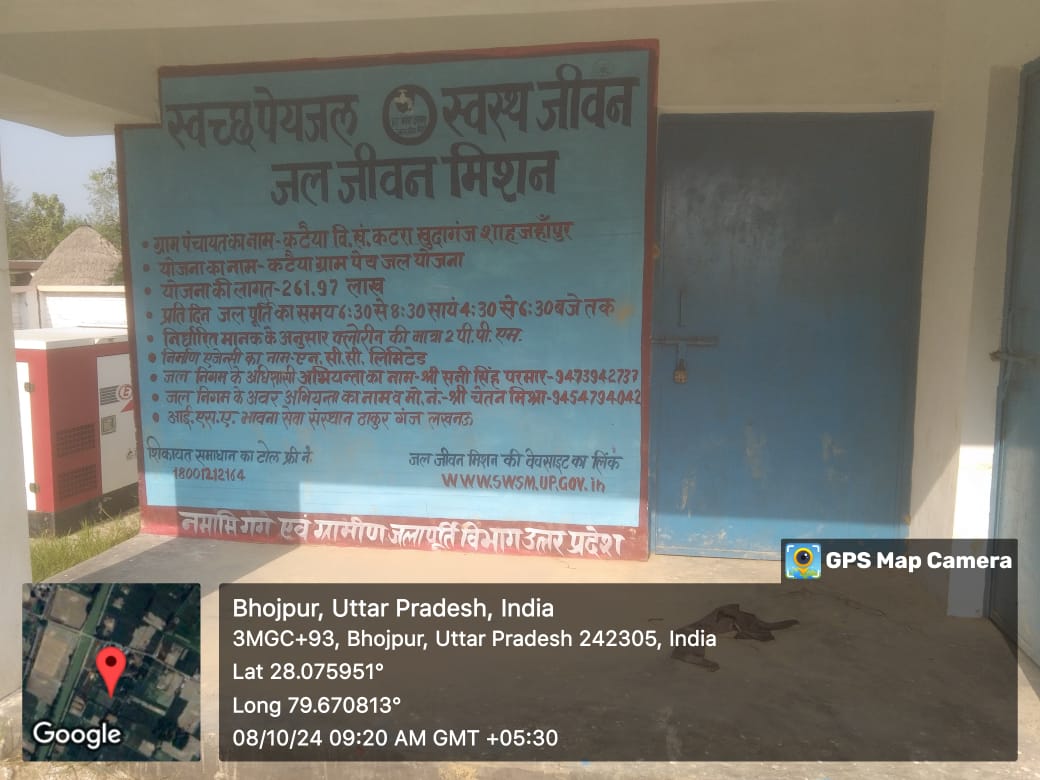 स्वच्छ पेयजल स्वस्थ जीवन
जल जीवन मिशन
• ग्राम पंचायत का नाम - कटैया वि.खं. कटरा खुदागंज शाहजहाँपुर
• योजना का नाम - कटैया ग्राम पेय जल योजना
• योजना की लागत - 261.97 लाख
• प्रति दिन जल पूर्ति का समय 6:30 से 8:30 सायं 4:30 से 6:30 बजे तक
• निर्धारित मानक के अनुसार क्लोरीन की मात्रा 2 पी.पी.एम.
• निर्माण एजेन्सी का नाम - एन.सी.सी. लिमिटेड
• जल निगम के अधिशासी अभियन्ता का नाम - श्री सनी सिंह परमार - 9473942737
• जल निगम के अवर अभियन्ता का नाम व मो. नं. - श्री चेतन मिश्रा - 9454794042
• आई.एस.ए. भावना सेवा संस्थान ठाकुर गंज लखनऊ
शिकायत समाधान का टोल फ्री नं.
18001212164
जल जीवन मिशन की वेवसाइट का लिंक
WWW.SWSM.UP.GOV.in
नमामि गंगे एवं ग्रामीण जलापूर्ति विभाग उत्तर प्रदेश
GPS Map Camera
Google
Bhojpur, Uttar Pradesh, India
3MGC+93, Bhojpur, Uttar Pradesh 242305, India
Lat 28.075951°
Long 79.670813°
08/10/24 09:20 AM GMT +05:30